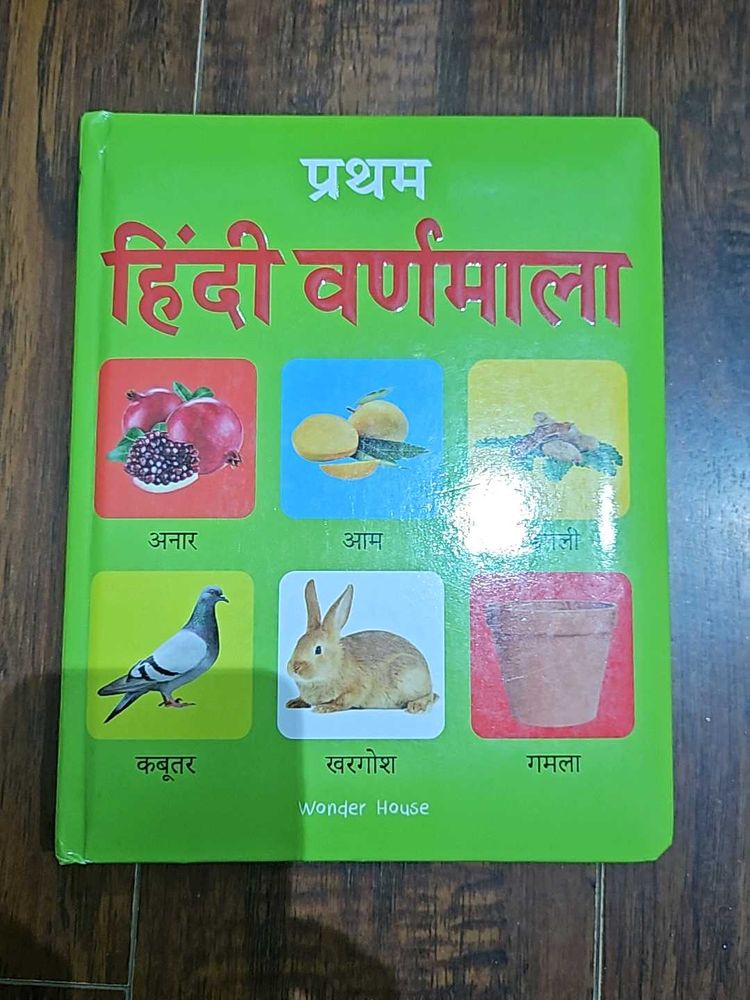 प्रथम
हिंदी वर्णमाला
अनार
आम
कबूतर
खरगोश
गमला
Wonder House